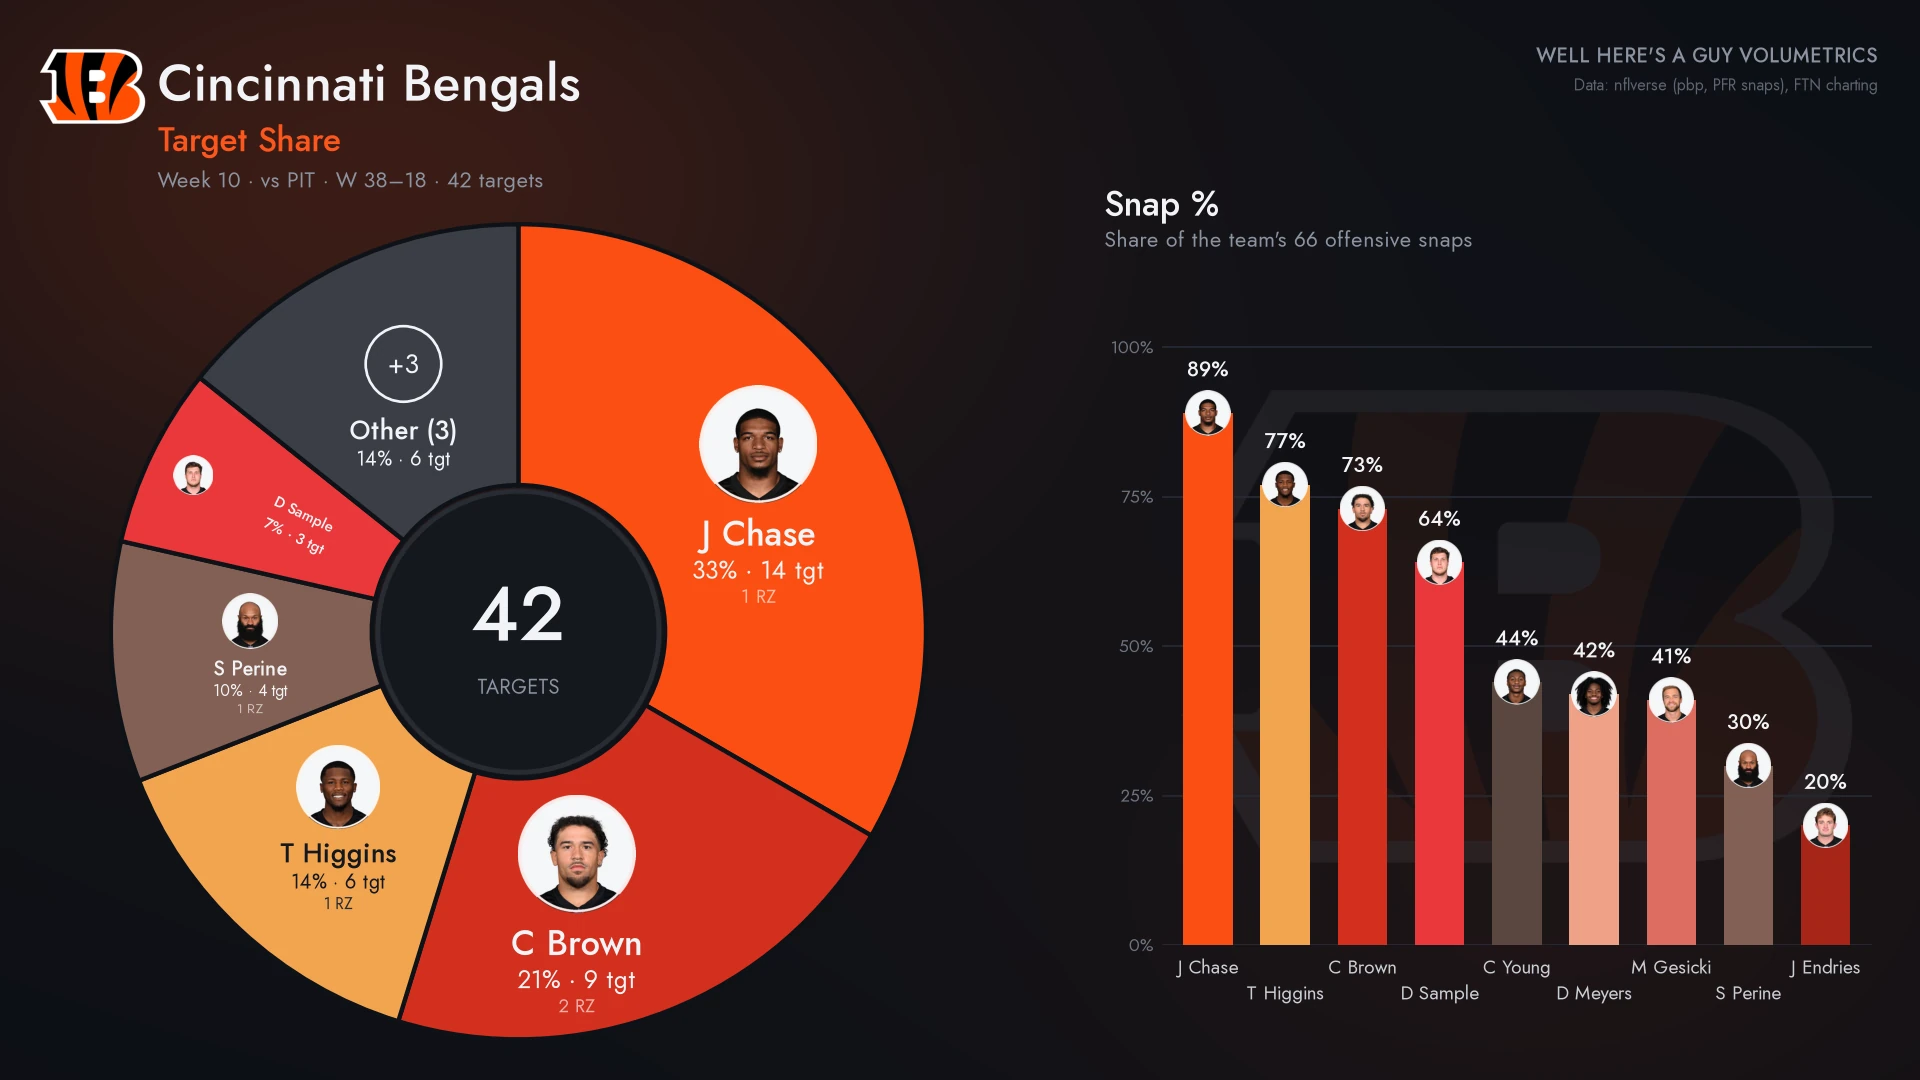 Cincinnati Bengals
Target Share
Week 10 · vs PIT · W 38–18 · 42 targets
WELL HERE'S A GUY VOLUMETRICS
Data: nflverse (pbp, PFR snaps), FTN charting
+3
Other (3)
14% · 6 tgt
J Chase
33% · 14 tgt
1 RZ
D Sample
7% · 3 tgt
S Perine
10% · 4 tgt
1 RZ
T Higgins
14% · 6 tgt
1 RZ
C Brown
21% · 9 tgt
2 RZ
42
TARGETS
Snap %
Share of the team's 66 offensive snaps
100%
75%
50%
25%
0%
89%
77%
73%
64%
44%
42%
41%
30%
20%
J Chase
T Higgins
C Brown
D Sample
C Young
D Meyers
M Gesicki
S Perine
J Endries